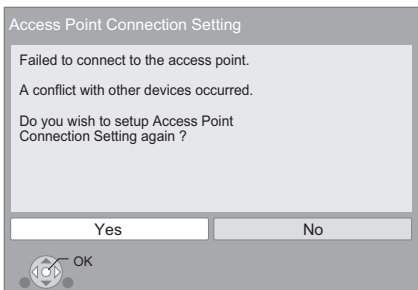 Access Point Connection Setting
Failed to connect to the access point.
A conflict with other devices occurred.
Do you wish to setup Access Point
Connection Setting again ?
Yes
No
OK